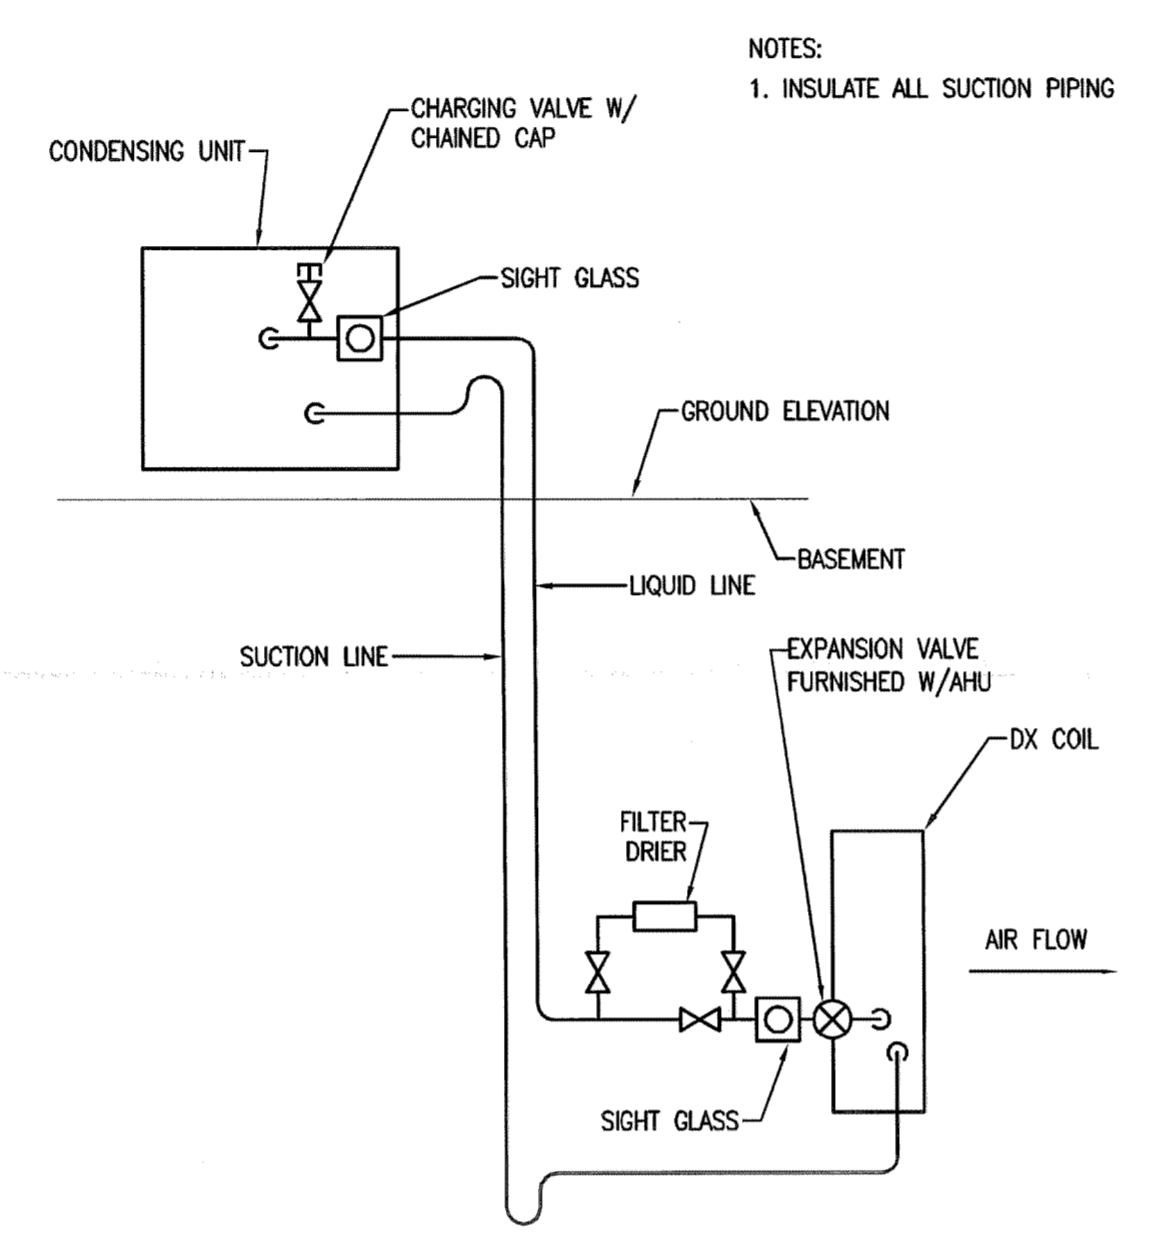 NOTES:
1. INSULATE ALL SUCTION PIPING
CHARGING VALVE W/
CHAINED CAP
CONDENSING UNIT
SIGHT GLASS
GROUND ELEVATION
BASEMENT
LIQUID LINE
SUCTION LINE
EXPANSION VALVE
FURNISHED W/AHU
DX COIL
FILTER
DRIER
AIR FLOW
SIGHT GLASS